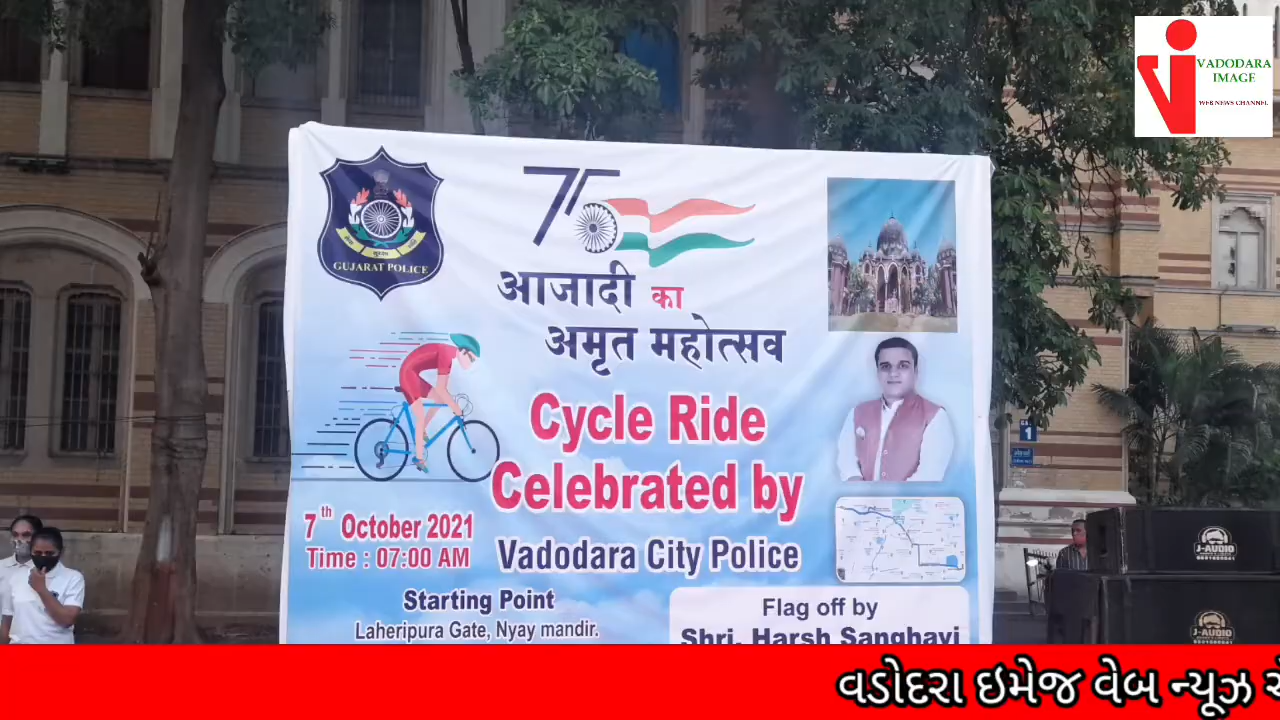 VADODARA
IMAGE
WEB NEWS CHANNEL
GUJARAT POLICE
75
आजादी का
अमृत महोत्सव
Cycle Ride
Celebrated by
7th October 2021
Time : 07:00 AM
Vadodara City Police
Starting Point
Laheripura Gate, Nyay mandir.
Flag off by
Shri. Harsh Sanghavi
1
J-AUDIO
J-AUDIO
વડોદરા ઇમેજ વેબ ન્યૂઝ